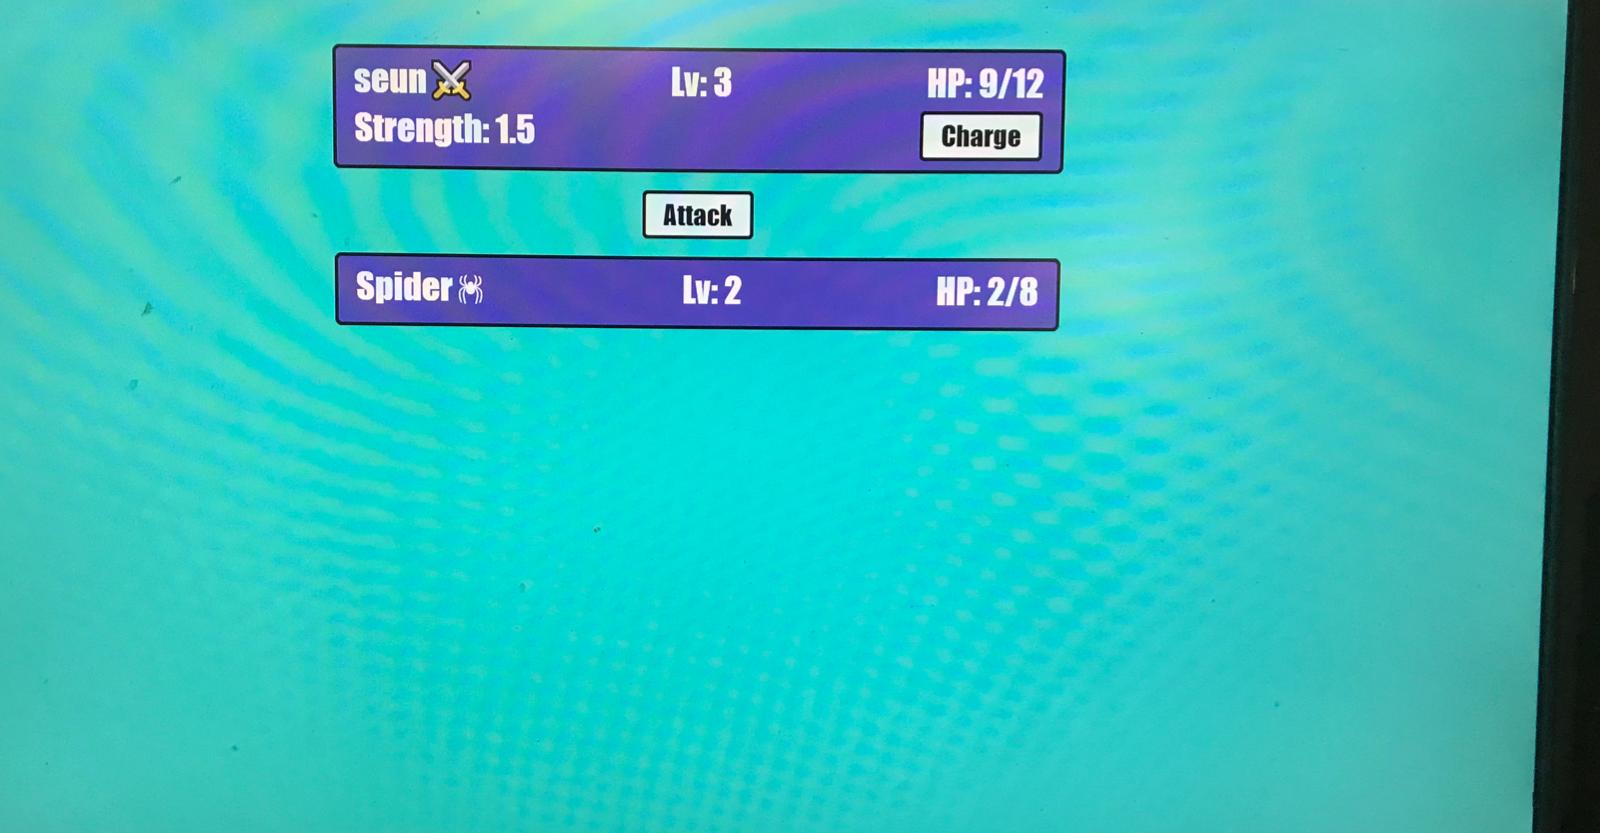 seun⚔️ Lv: 3 HP: 9/12
Strength: 1.5 Charge
Attack
Spider🕷️ Lv: 2 HP: 2/8